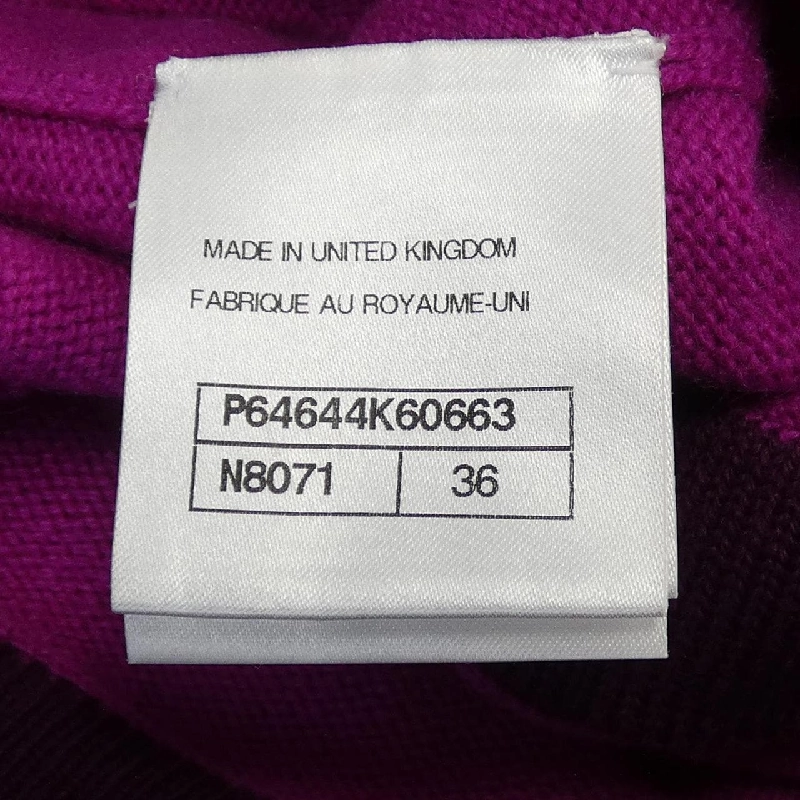 MADE IN UNITED KINGDOM
FABRIQUE AU ROYAUME-UNI
P64644K60663
N8071 36